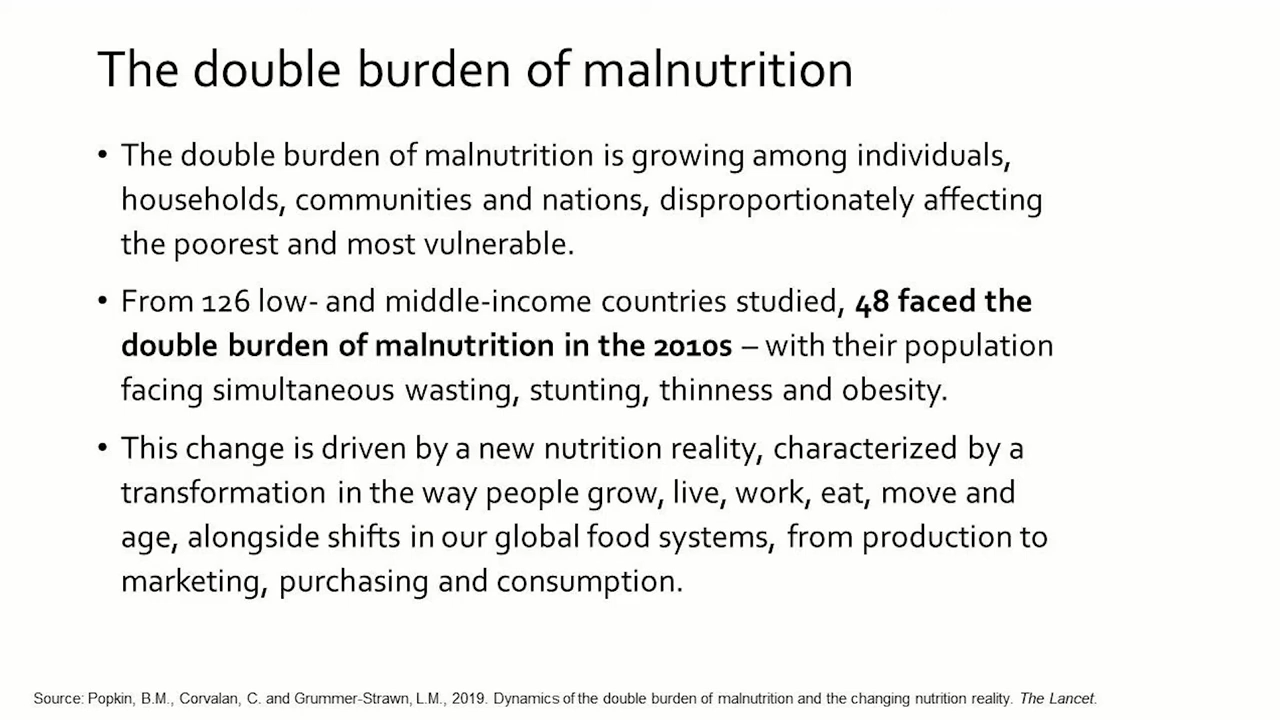 The double burden of malnutrition
• The double burden of malnutrition is growing among individuals,
households, communities and nations, disproportionately affecting
the poorest and most vulnerable.
• From 126 low- and middle-income countries studied, 48 faced the
double burden of malnutrition in the 2010s – with their population
facing simultaneous wasting, stunting, thinness and obesity.
• This change is driven by a new nutrition reality, characterized by a
transformation in the way people grow, live, work, eat, move and
age, alongside shifts in our global food systems, from production to
marketing, purchasing and consumption.
Source: Popkin, B.M., Corvalan, C. and Grummer-Strawn, L.M., 2019. Dynamics of the double burden of malnutrition and the changing nutrition reality. The Lancet.